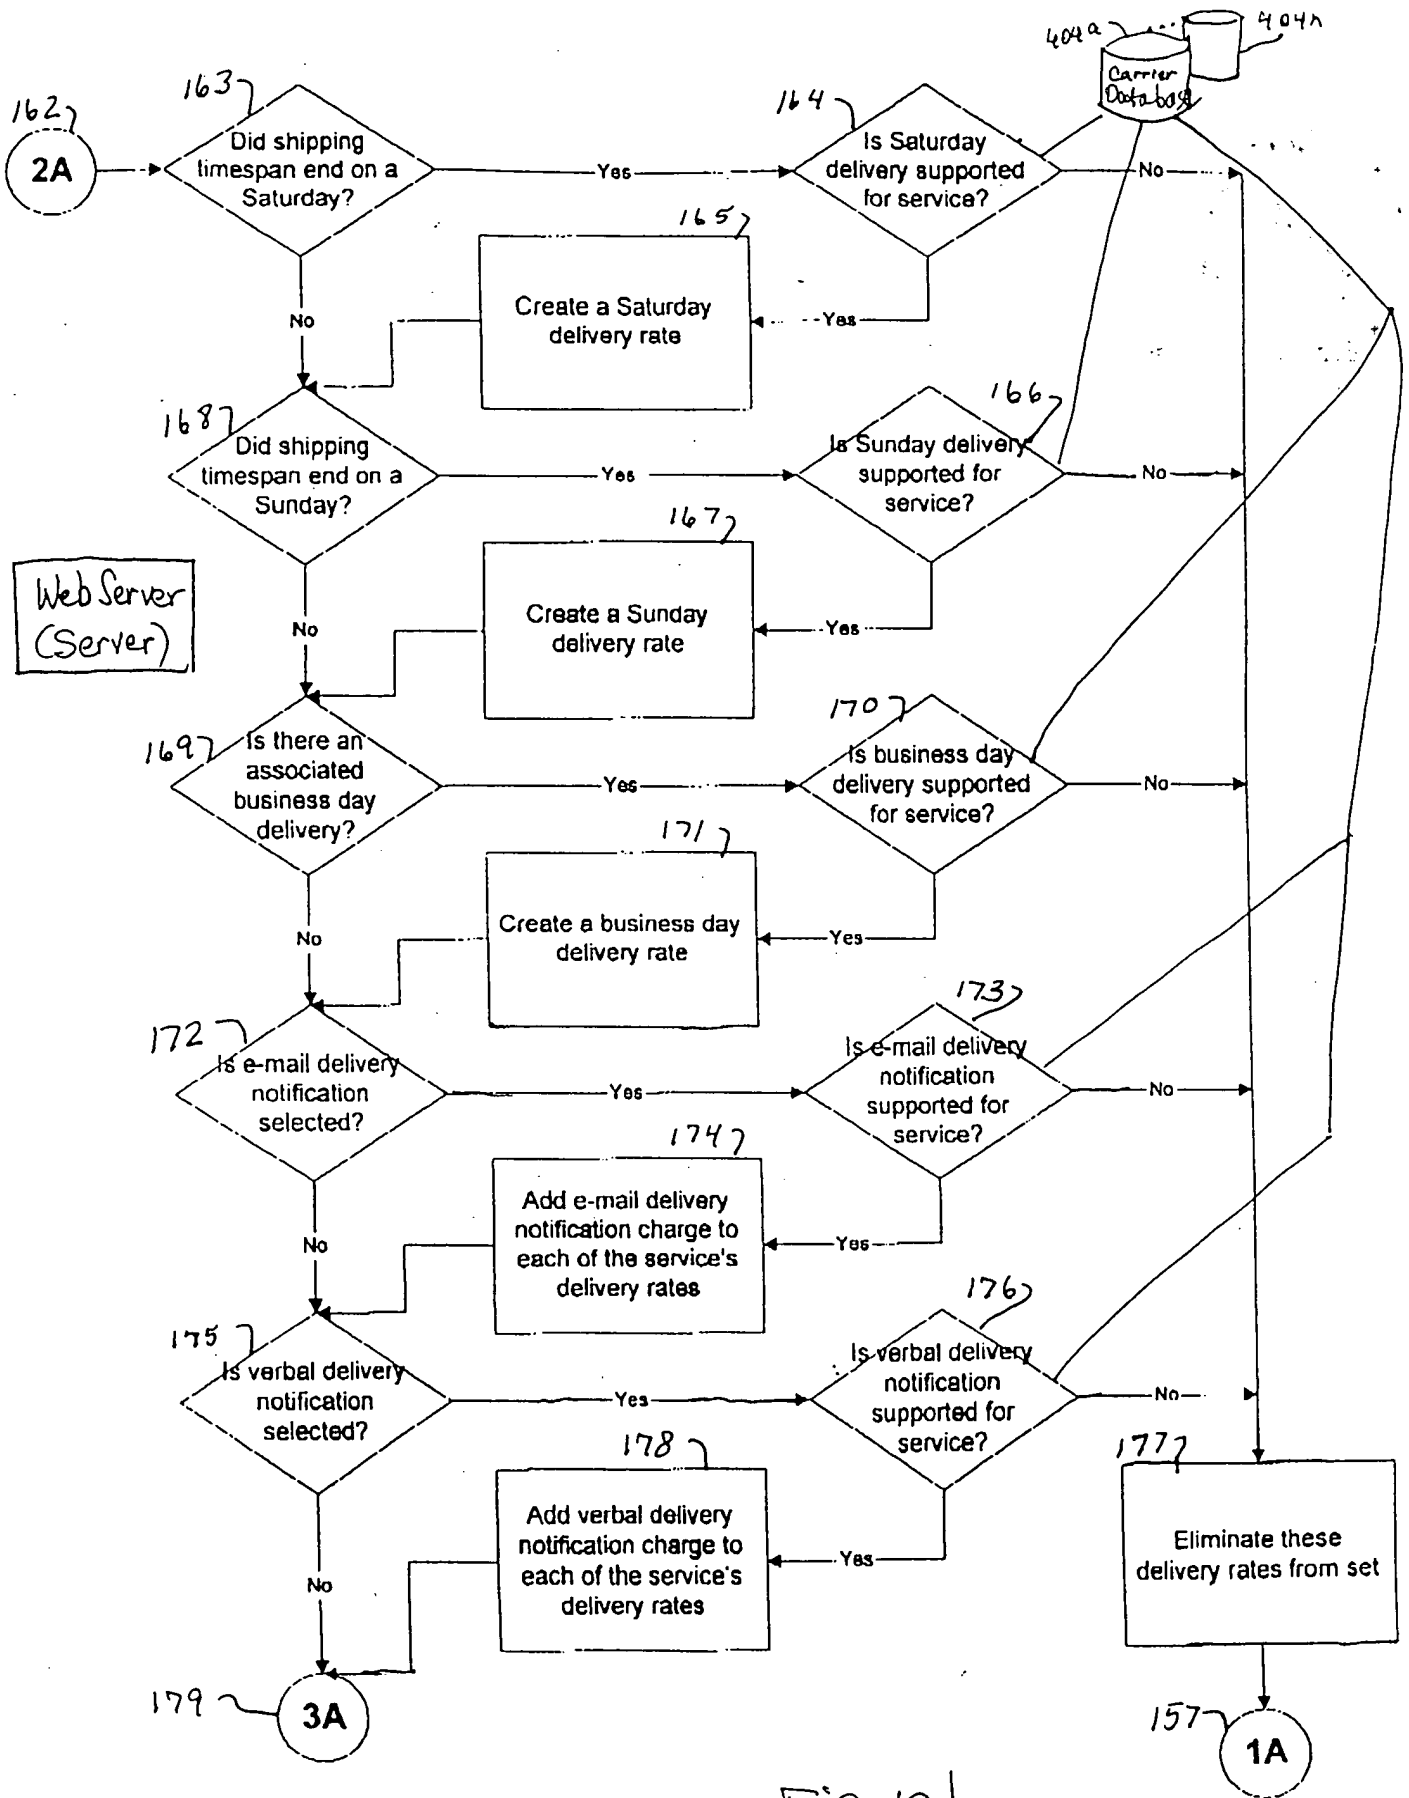 404a
404n
Carrier
Database
162
2A
163
Did shipping
timespan end on a
Saturday?
Yes
164
Is Saturday
delivery supported
for service?
No
165
Create a Saturday
delivery rate
Yes
No
168
Did shipping
timespan end on a
Sunday?
Yes
166
Is Sunday delivery
supported for
service?
No
167
Create a Sunday
delivery rate
Yes
No
Web Server
(Server)
169
Is there an
associated
business day
delivery?
Yes
170
Is business day
delivery supported
for service?
No
171
Create a business day
delivery rate
Yes
No
172
Is e-mail delivery
notification
selected?
Yes
173
Is e-mail delivery
notification
supported for
service?
No
174
Add e-mail delivery
notification charge to
each of the service's
delivery rates
Yes
No
175
Is verbal delivery
notification
selected?
Yes
176
Is verbal delivery
notification
supported for
service?
No
178
Add verbal delivery
notification charge to
each of the service's
delivery rates
Yes
No
177
Eliminate these
delivery rates from set
179
3A
157
1A